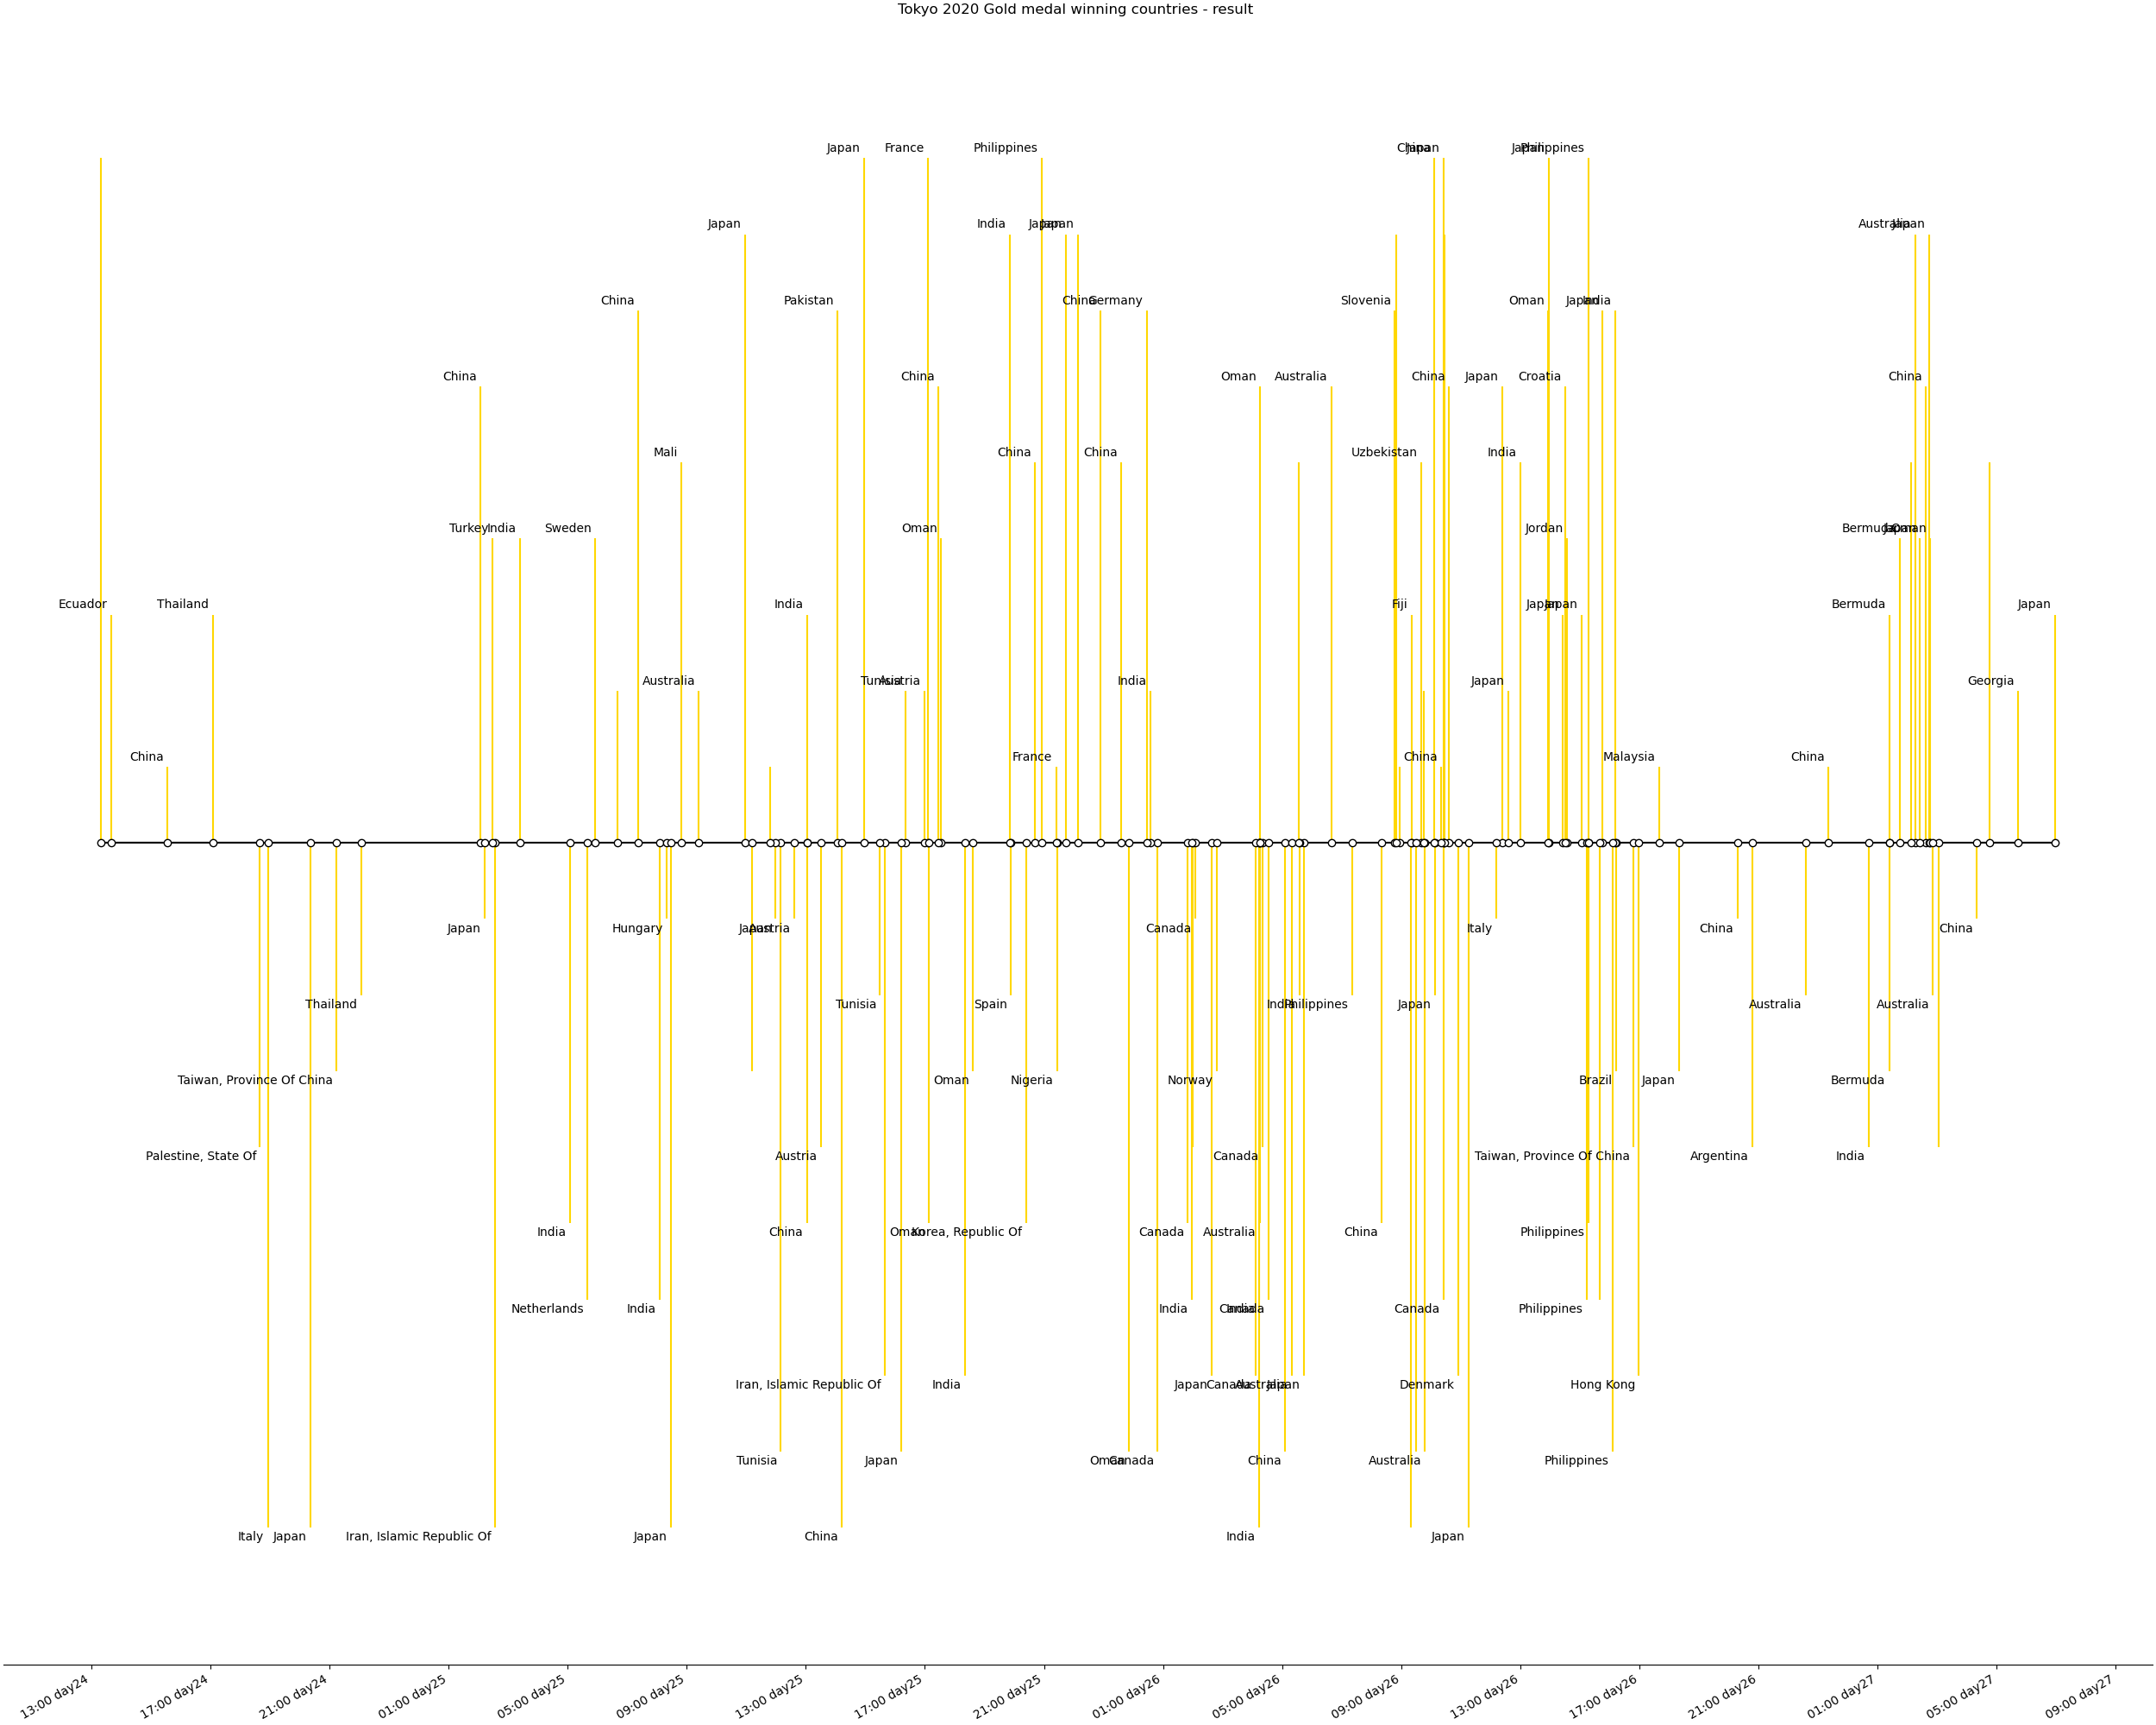 Tokyo 2020 Gold medal winning countries - result
Japan France Philippines China Japan Japan Philippines
Japan India Japan Japan Australia Japan
China Pakistan China Germany Slovenia Oman Japan India
China China Oman Australia China Japan Croatia China
Mali China China Uzbekistan India
Turkey India Sweden Oman Jordan Bermuda Japan Oman
Ecuador Thailand India Fiji Japan Japan Bermuda Japan
Australia Tunisia Austria India Japan Georgia
China France China Malaysia China
Japan Hungary Japan Austria Canada Italy China China
Thailand Tunisia Spain India Philippines Japan Australia Australia
Taiwan, Province Of China Oman Nigeria Norway Brazil Japan Bermuda
Palestine, State Of Austria Canada Taiwan, Province Of China Argentina India
India China Oman Korea, Republic Of Canada Australia China Philippines
Netherlands India India Canada India Canada Philippines
Iran, Islamic Republic Of India Japan Canada Australia Japan Denmark Hong Kong
Tunisia Japan Oman Canada China Australia Philippines
Italy Japan Iran, Islamic Republic Of Japan China India Japan
13:00 day24 17:00 day24 21:00 day24 01:00 day25 05:00 day25 09:00 day25 13:00 day25 17:00 day25 21:00 day25 01:00 day26 05:00 day26 09:00 day26 13:00 day26 17:00 day26 21:00 day26 01:00 day27 05:00 day27 09:00 day27